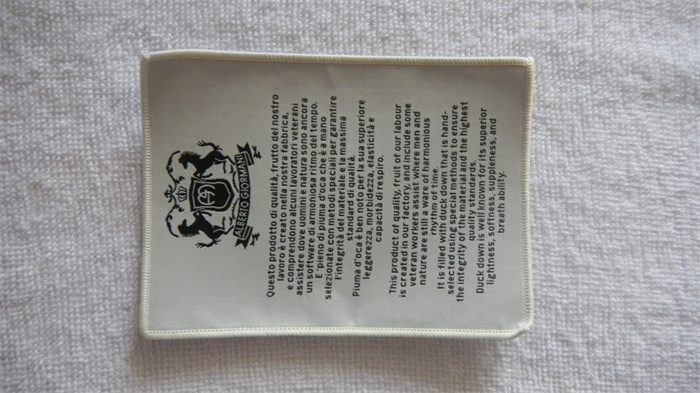 ALBERTO GIORMANI
Questo prodotto di qualità, frutto del nostro
lavoro è creato nella nostra fabbrica,
e comprendono alcuni lavoratori veterani
assistere dove uomini e natura sono ancora
un software di armoniosa ritmo del tempo.
E' pieno di piuma d'oca che è a mano
selezionate con metodi speciali per garantire
l'integrità del materiale e la massima
standard di qualità.
Piuma d'oca è ben noto per la sua superiore
leggerezza, morbidezza, elasticità e
capacità di respiro.
This product of quatliy, fruit of our labour
is created in our factory, and include some
veteran workers assist where men and
nature are still a ware of harmonious
rhythm of time.
It is filled with duck down that is hand-
selected using special methods to ensure
the integrity of the material and the highest
quality standards.
Duck down is well known for its superior
lightness, softness, suppleness, and
breath ability.